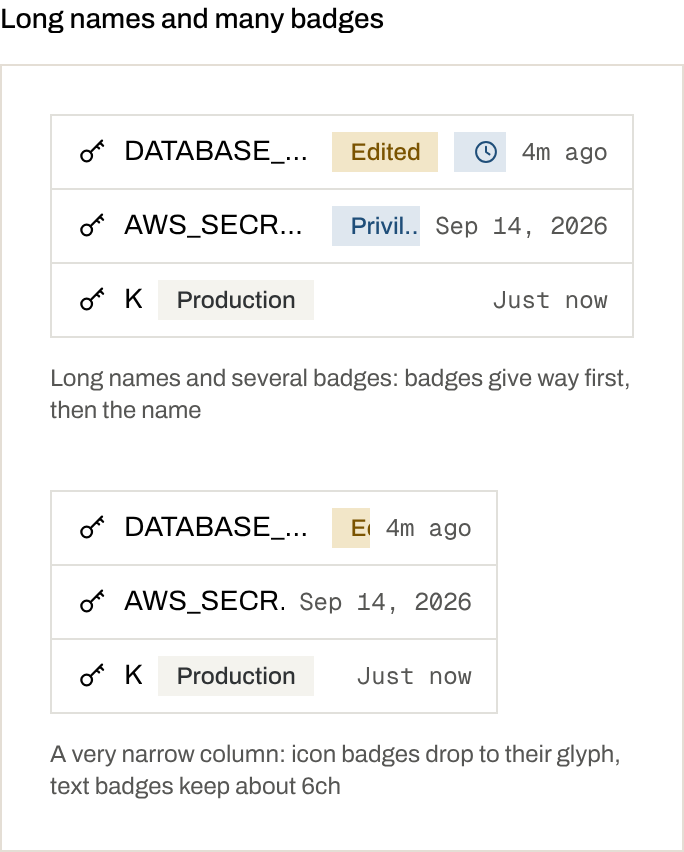 Long names and many badges
DATABASE_... Edited 4m ago
AWS_SECR... Privil.. Sep 14, 2026
K Production Just now
Long names and several badges: badges give way first,
then the name
DATABASE_... Ec 4m ago
AWS_SECR. Sep 14, 2026
K Production Just now
A very narrow column: icon badges drop to their glyph,
text badges keep about 6ch